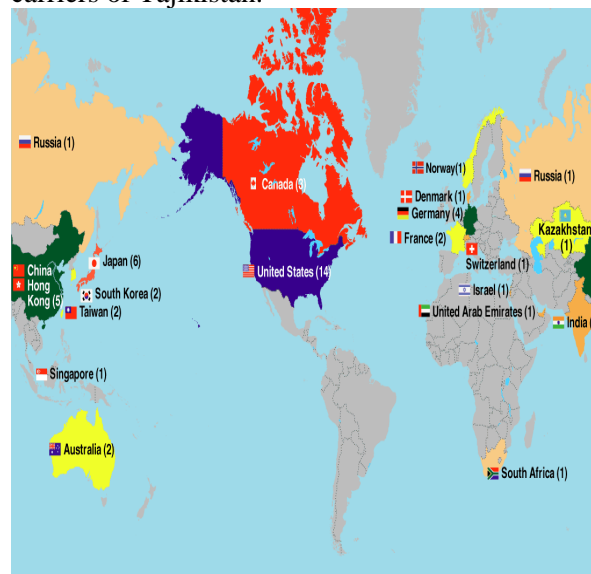 carriers of Tajikistan.
Russia (1)
Canada (9)
Norway(1)
Denmark (1)
Russia (1)
Germany (4)
France (2)
Kazakhstan
(1)
Switzerland (1)
China
Hong
Kong (5)
Japan (6)
United States (14)
South Korea (2)
Taiwan (2)
Israel (1)
United Arab Emirates (1)
India (
Singapore (1)
Australia (2)
South Africa (1)